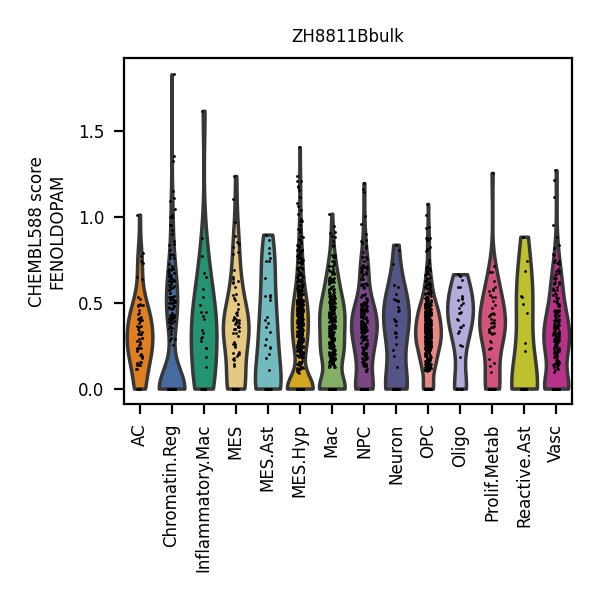 ZH8811Bbulk
CHEMBL588 score
FENOLDOPAM
1.5
1.0
0.5
0.0
AC
Chromatin.Reg
Inflammatory.Mac
MES
MES.Ast
MES.Hyp
Mac
NPC
Neuron
OPC
Oligo
Prolif.Metab
Reactive.Ast
Vasc